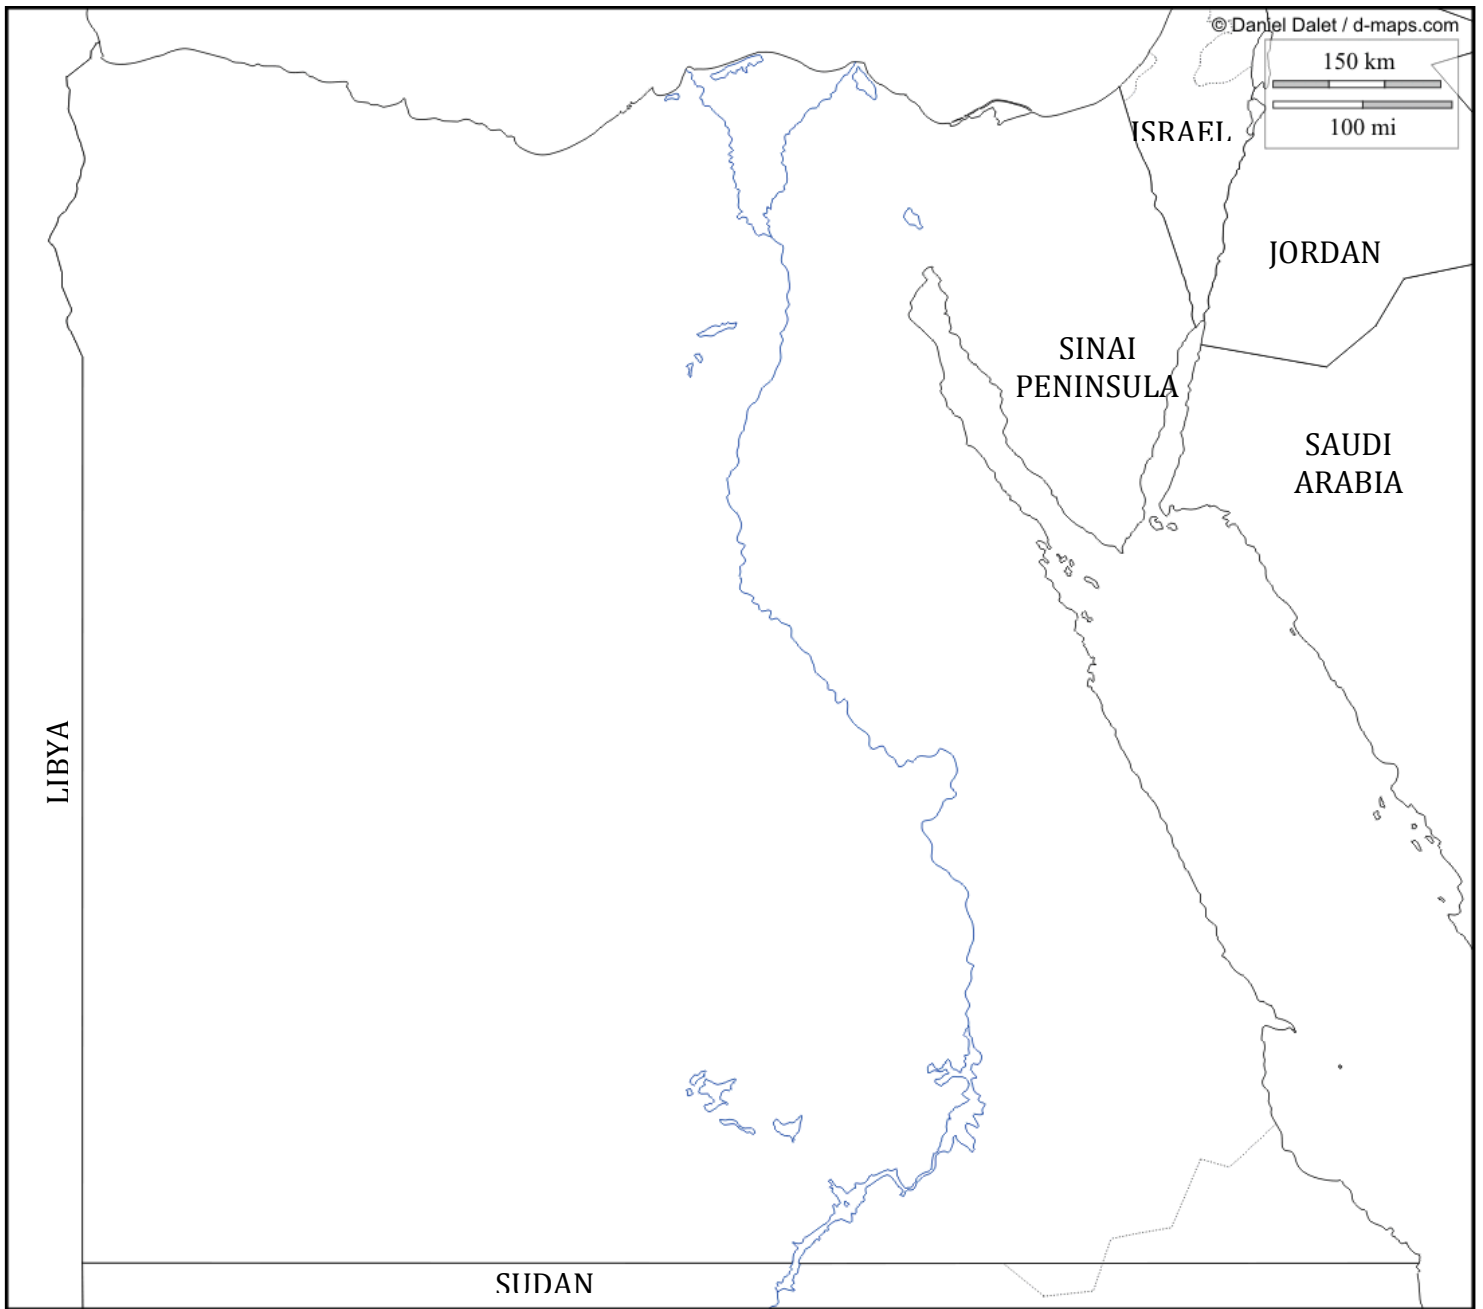 © Daniel Dalet / d-maps.com
150 km
100 mi
ISRAEL
JORDAN
SINAI
PENINSULA
SAUDI
ARABIA
LIBYA
SUDAN